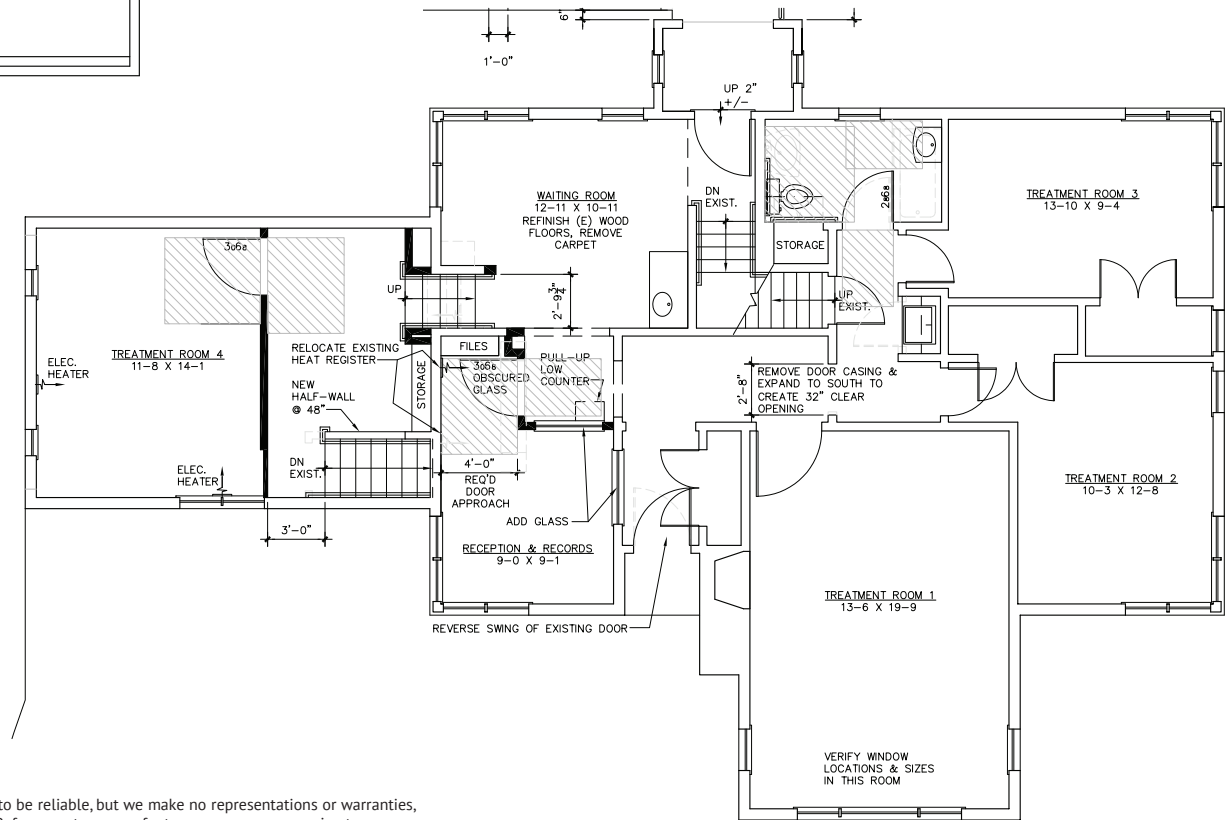 6"
1'-0"
UP 2"
+/-
WAITING ROOM
12-11 X 10-11
REFINISH (E) WOOD
FLOORS, REMOVE
CARPET
DN
EXIST.
2868
STORAGE
TREATMENT ROOM 3
13-10 X 9-4
3068
UP
2'-9¾"
UP
EXIST.
TREATMENT ROOM 4
11-8 X 14-1
ELEC.
HEATER
RELOCATE EXISTING
HEAT REGISTER
NEW
HALF-WALL
@ 48"
STORAGE
FILES
3068
OBSCURED
GLASS
PULL-UP
LOW
COUNTER
2'-8"
REMOVE DOOR CASING &
EXPAND TO SOUTH TO
CREATE 32" CLEAR
OPENING
ELEC.
HEATER
DN
EXIST.
4'-0"
REQ'D
DOOR
APPROACH
ADD GLASS
3'-0"
RECEPTION & RECORDS
9-0 X 9-1
TREATMENT ROOM 2
10-3 X 12-8
TREATMENT ROOM 1
13-6 X 19-9
REVERSE SWING OF EXISTING DOOR
VERIFY WINDOW
LOCATIONS & SIZES
IN THIS ROOM
to be reliable, but we make no representations or warranties,